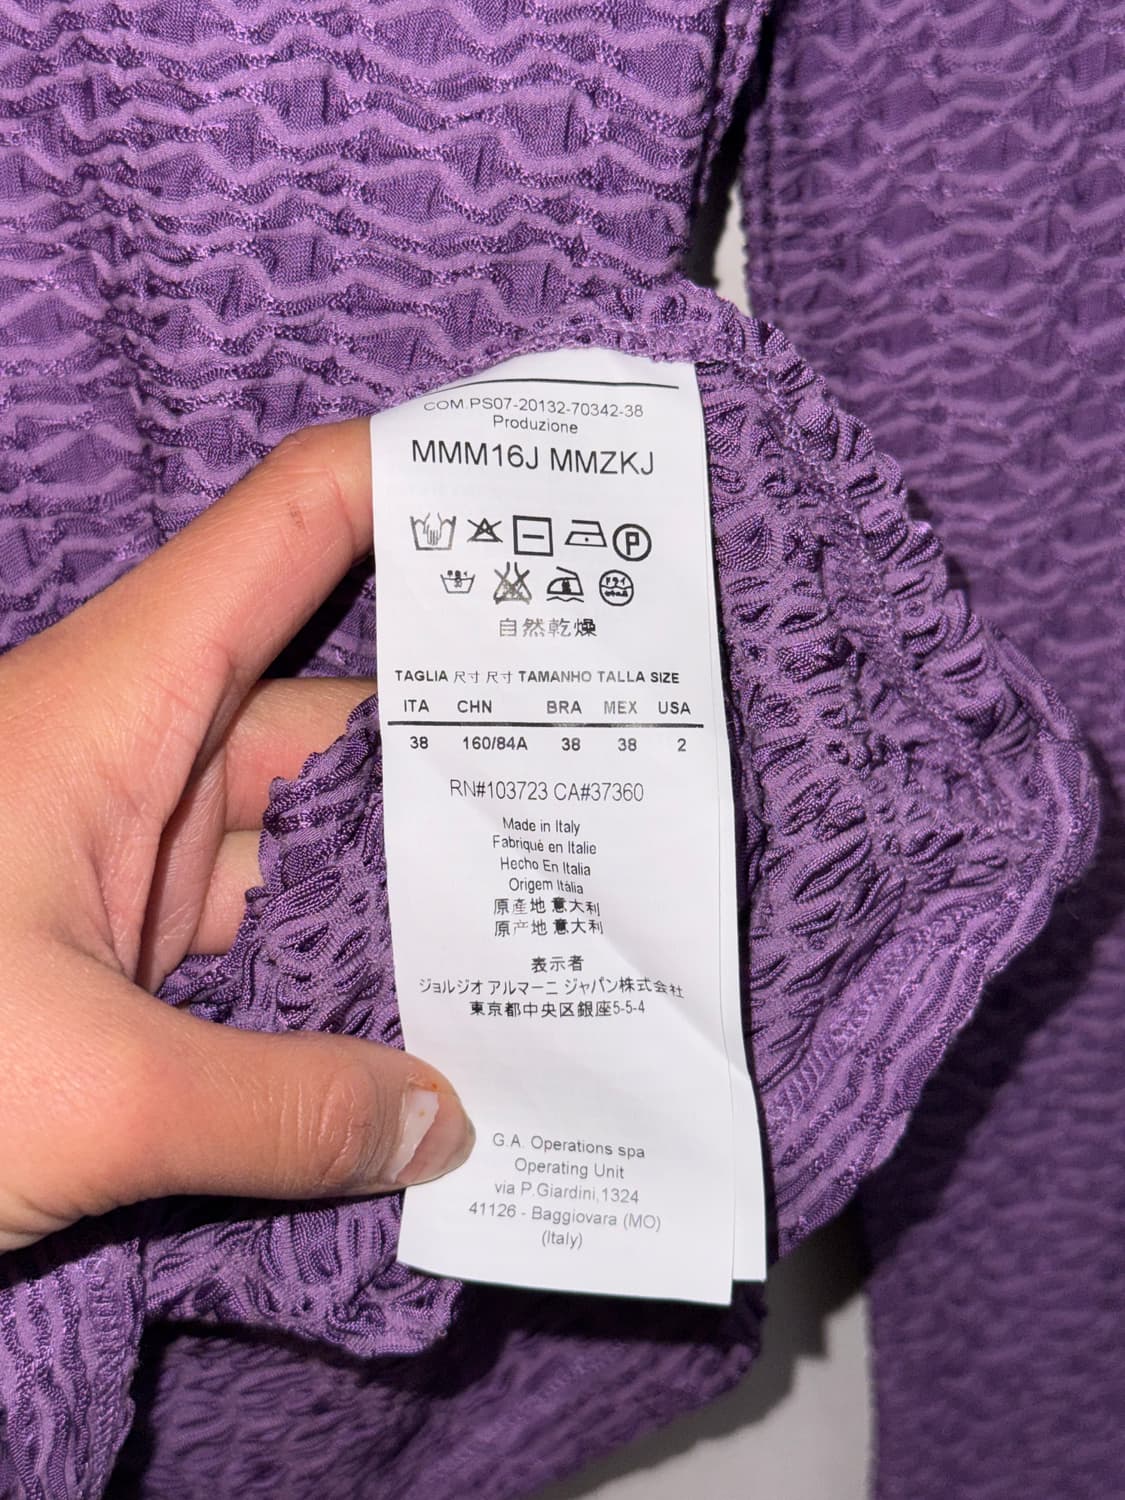 COM.PS07-20132-70342-38
Produzione
MMM16J MMZKJ
P
自然乾燥
TAGLIA 尺寸 尺寸 TAMANHO TALLA SIZE
ITA CHN BRA MEX USA
38 160/84A 38 38 2
RN#103723 CA#37360
Made in Italy
Fabriqué en Italie
Hecho En Italia
Origem Itália
原產地 意大利
原产地 意大利
表示者
ジョルジオ アルマーニ ジャパン株式会社
東京都中央区銀座5-5-4
G.A. Operations spa
Operating Unit
via P.Giardini,1324
41126 - Baggiovara (MO)
(Italy)